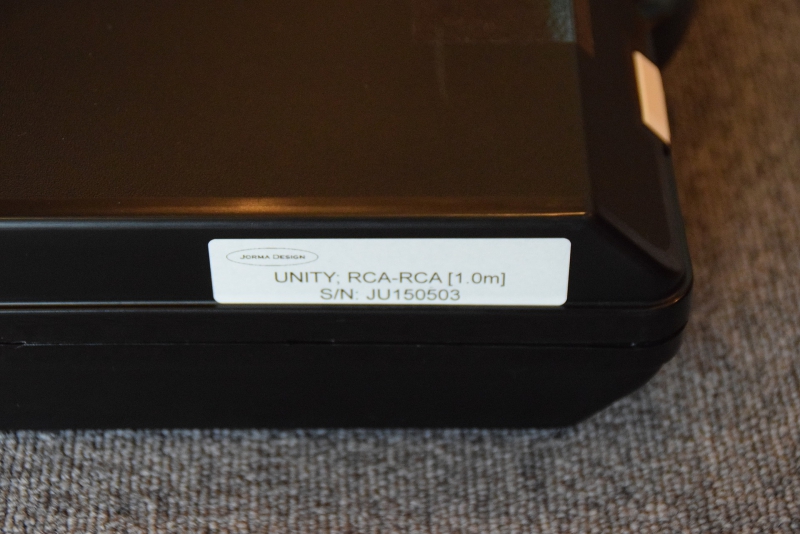 JORMA DESIGN
UNITY; RCA-RCA [1.0m]
S/N: JU150503